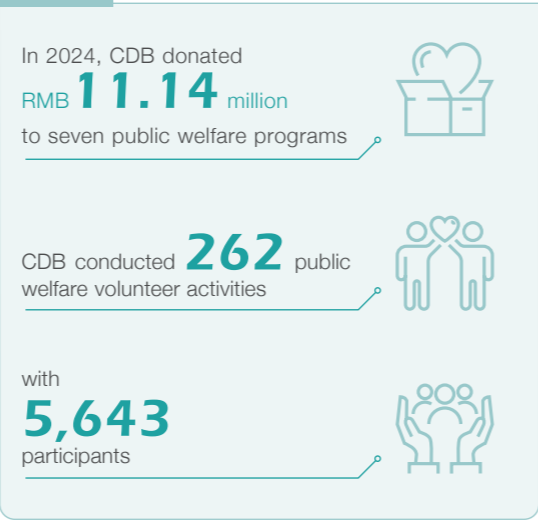 In 2024, CDB donated
RMB 11.14 million
to seven public welfare programs
CDB conducted 262 public
welfare volunteer activities
with
5,643
participants